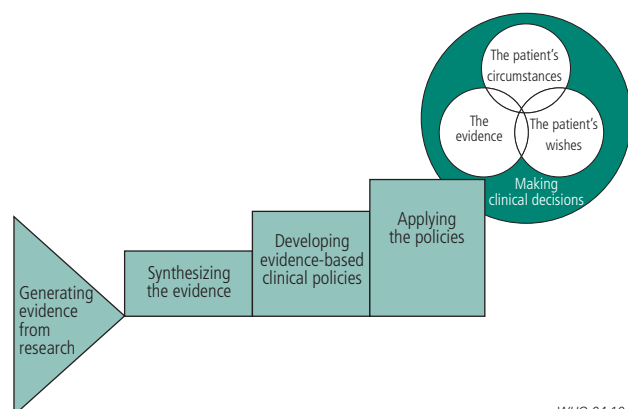 The patient's
circumstances
The
evidence
The patient's
wishes
Making
clinical decisions
Applying
the policies
Developing
evidence-based
clinical policies
Synthesizing
the evidence
Generating
evidence
from
research